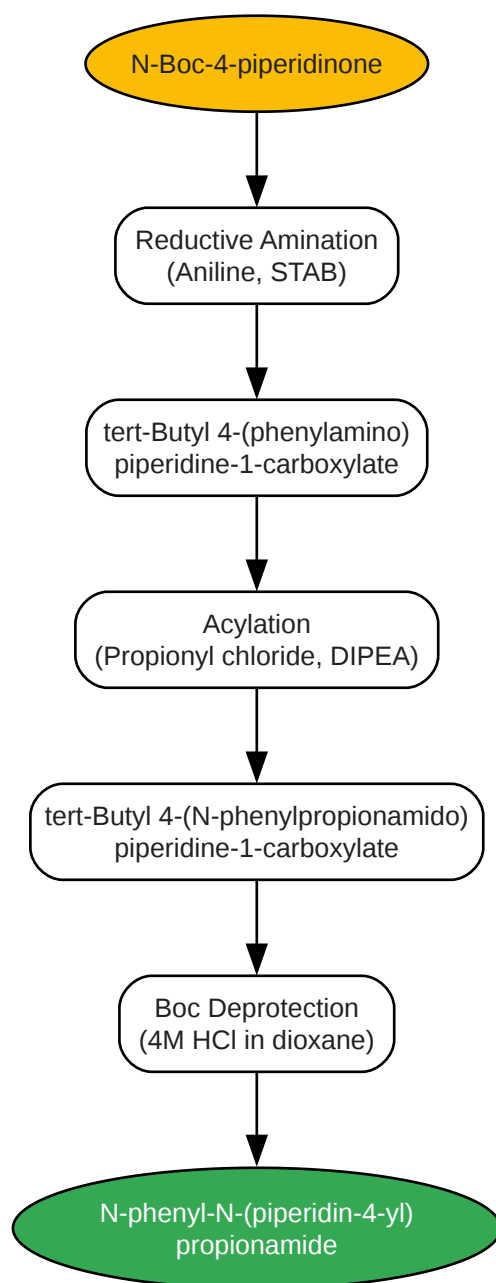 N-Boc-4-piperidinone
Reductive Amination
(Aniline, STAB)
tert-Butyl 4-(phenylamino)
piperidine-1-carboxylate
Acylation
(Propionyl chloride, DIPEA)
tert-Butyl 4-(N-phenylpropionamido)
piperidine-1-carboxylate
Boc Deprotection
(4M HCl in dioxane)
N-phenyl-N-(piperidin-4-yl)
propionamide